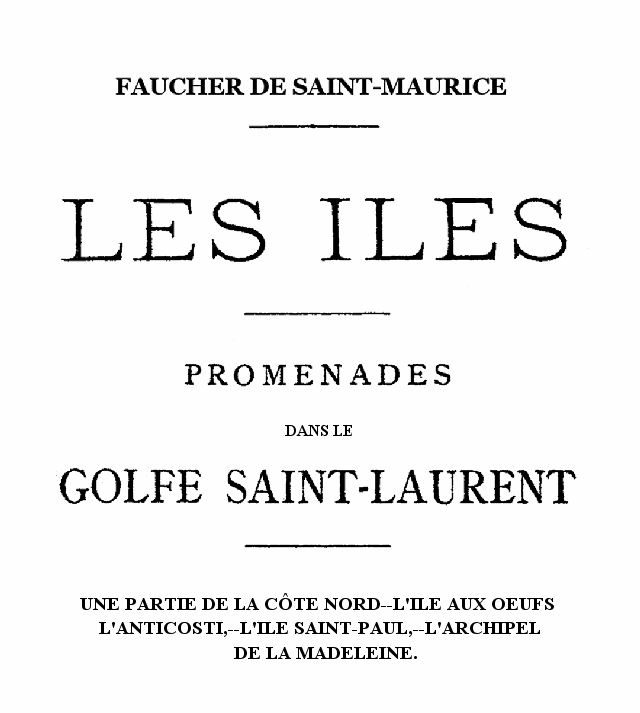 FAUCHER DE SAINT-MAURICE
LES ILES
PROMENADES
DANS LE
GOLFE SAINT-LAURENT
UNE PARTIE DE LA CÔTE NORD--L'ILE AUX OEUFS
L'ANTICOSTI,--L'ILE SAINT-PAUL,--L'ARCHIPEL
DE LA MADELEINE.